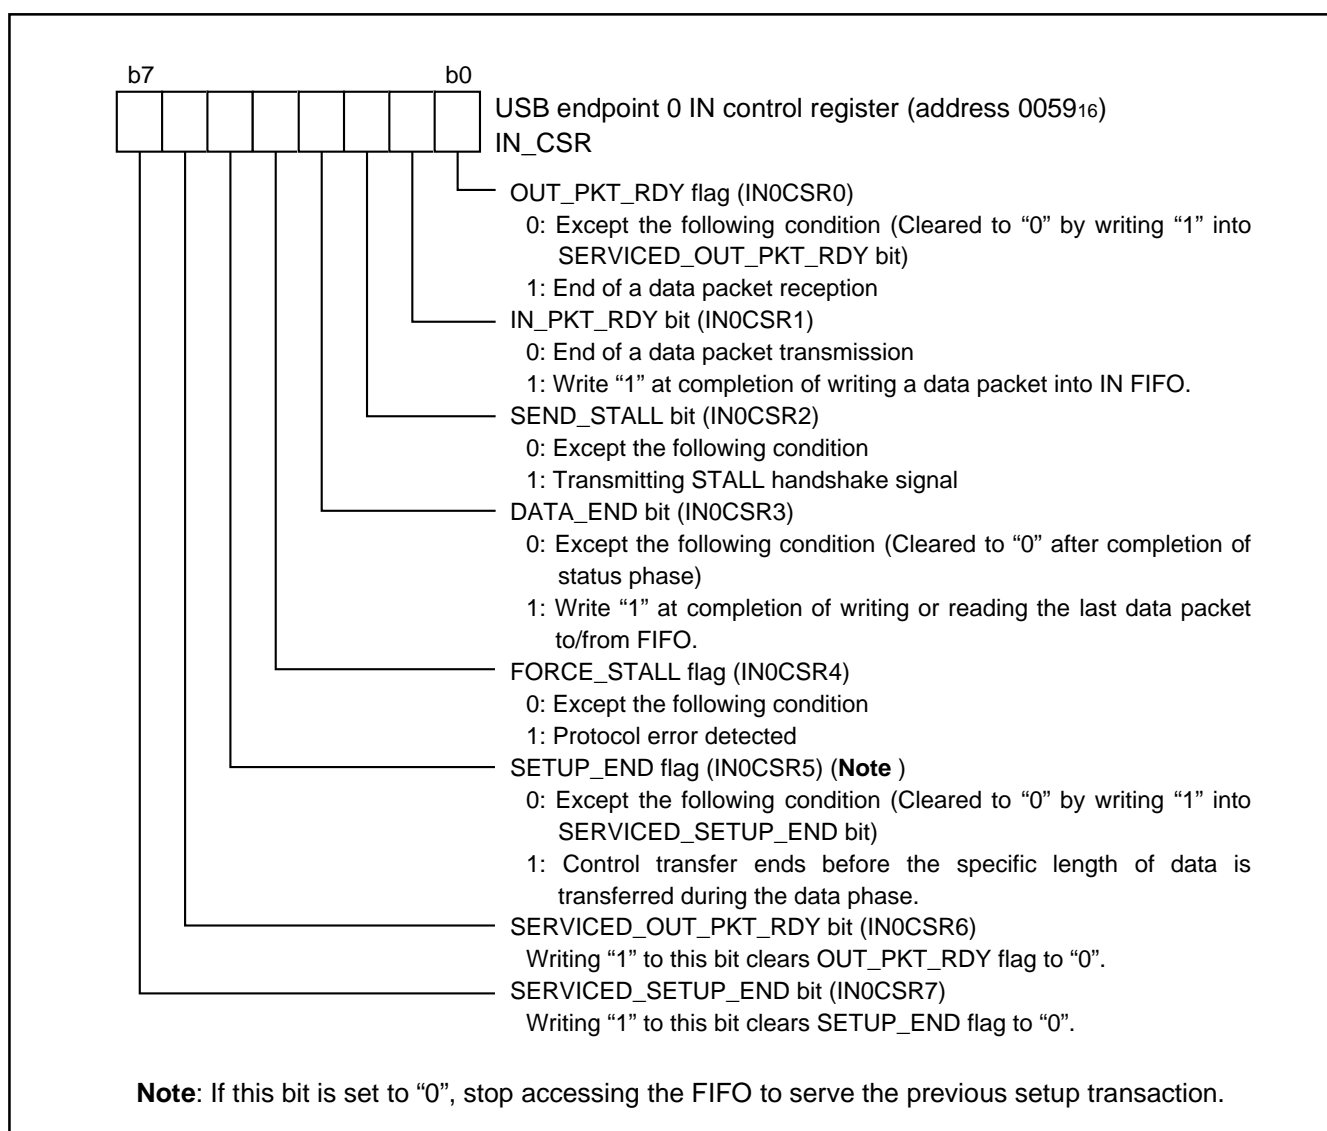 b7 b0
USB endpoint 0 IN control register (address 005916)
IN_CSR
OUT_PKT_RDY flag (IN0CSR0)
0: Except the following condition (Cleared to “0” by writing “1” into
SERVICED_OUT_PKT_RDY bit)
1: End of a data packet reception
IN_PKT_RDY bit (IN0CSR1)
0: End of a data packet transmission
1: Write “1” at completion of writing a data packet into IN FIFO.
SEND_STALL bit (IN0CSR2)
0: Except the following condition
1: Transmitting STALL handshake signal
DATA_END bit (IN0CSR3)
0: Except the following condition (Cleared to “0” after completion of
status phase)
1: Write “1” at completion of writing or reading the last data packet
to/from FIFO.
FORCE_STALL flag (IN0CSR4)
0: Except the following condition
1: Protocol error detected
SETUP_END flag (IN0CSR5) (Note )
0: Except the following condition (Cleared to “0” by writing “1” into
SERVICED_SETUP_END bit)
1: Control transfer ends before the specific length of data is
transferred during the data phase.
SERVICED_OUT_PKT_RDY bit (IN0CSR6)
Writing “1” to this bit clears OUT_PKT_RDY flag to “0”.
SERVICED_SETUP_END bit (IN0CSR7)
Writing “1” to this bit clears SETUP_END flag to “0”.
Note: If this bit is set to “0”, stop accessing the FIFO to serve the previous setup transaction.